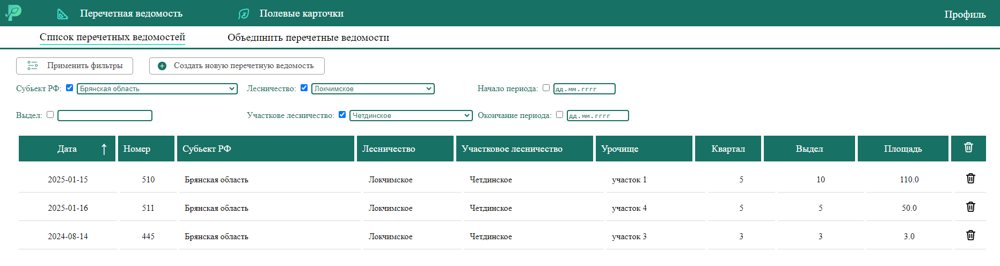 Перечетная ведомость Полевые карточки Профиль
Список перечетных ведомостей Объединить перечетные ведомости
Применить фильтры Создать новую перечетную ведомость
Субъект РФ: Брянская область Лесничество: Локчимское Начало периода: дд.мм.гггг
Выдел: Участкове лесничество: Четдинское Окончание периода: дд.мм.гггг
Дата ↑ Номер Субъект РФ Лесничество Участковое лесничество Урочище Квартал Выдел Площадь
2025-01-15 510 Брянская область Локчимское Четдинское участок 1 5 10 110.0
2025-01-16 511 Брянская область Локчимское Четдинское участок 4 5 5 50.0
2024-08-14 445 Брянская область Локчимское Четдинское участок 3 3 3 3.0